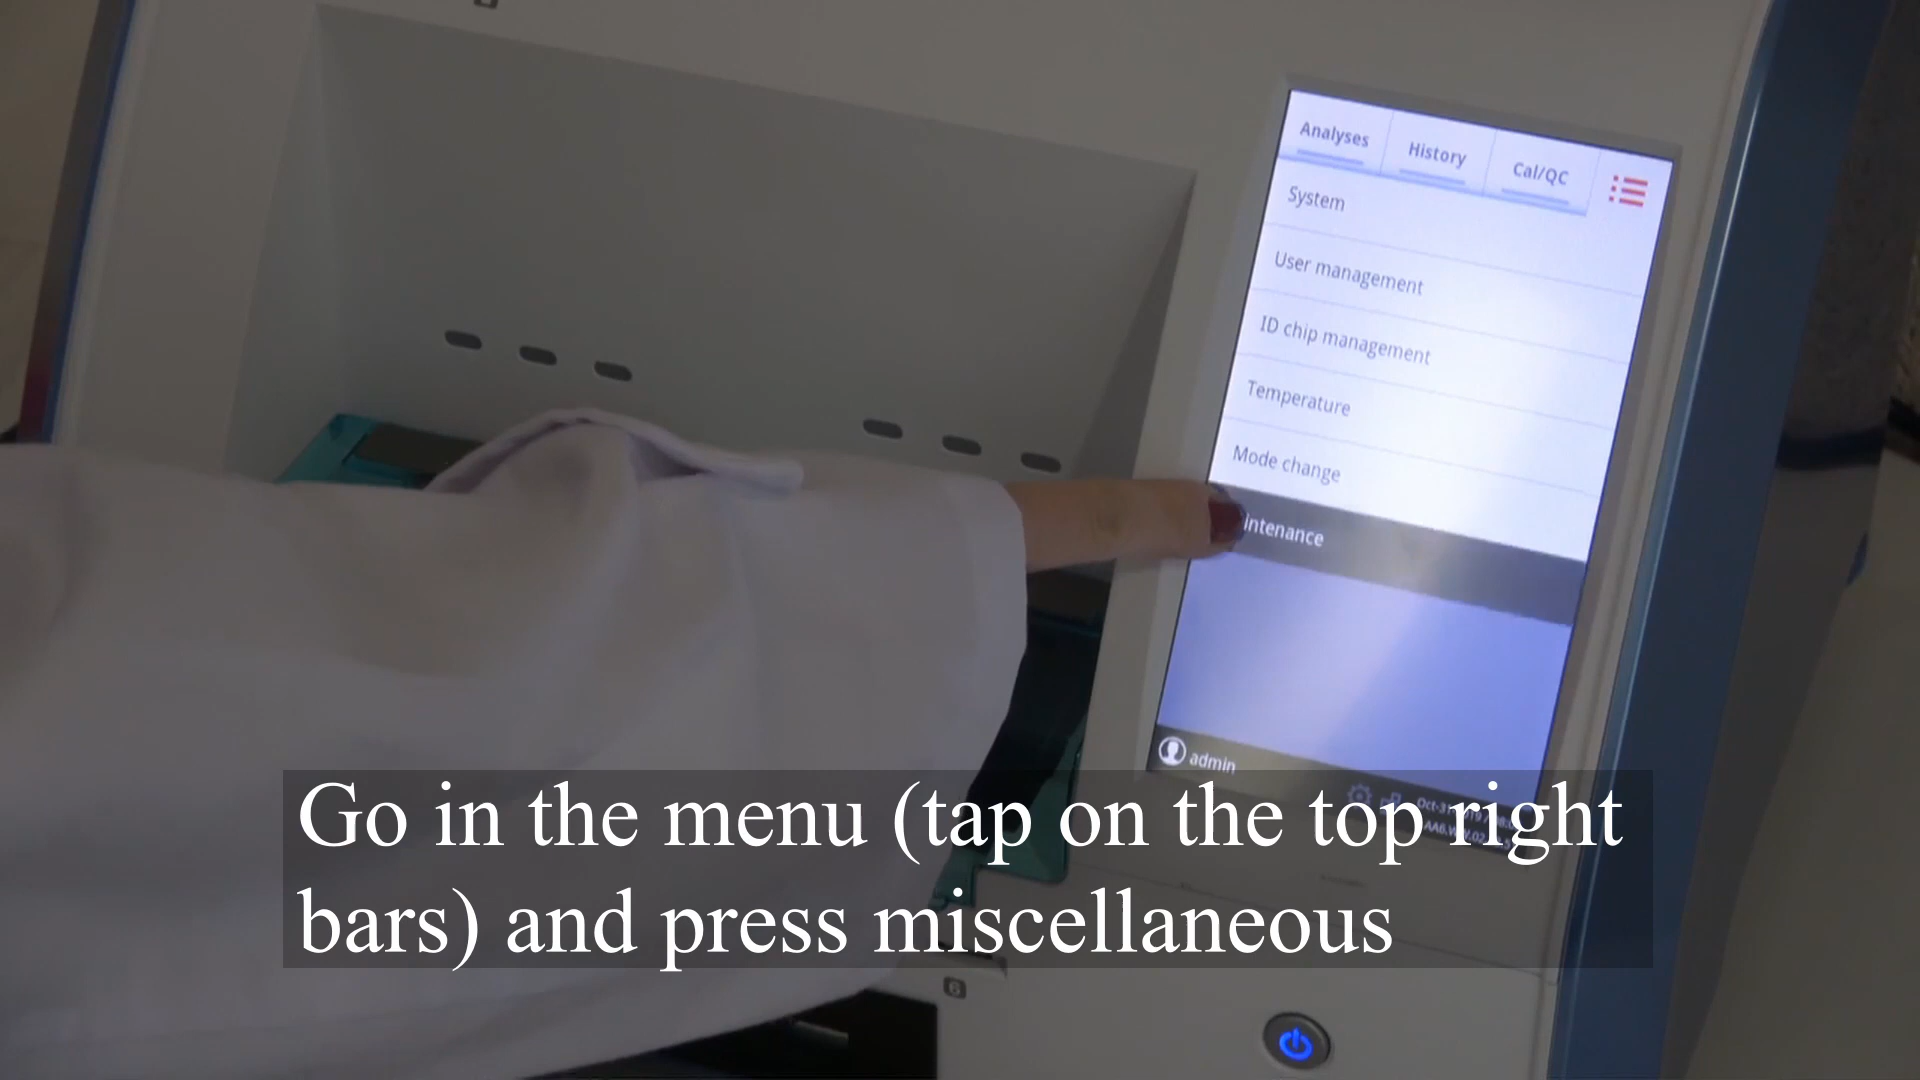 Analyses
History
Cal/QC
System
User management
ID chip management
Temperature
Mode change
intenance
admin
Go in the menu (tap on the top right
bars) and press miscellaneous
6